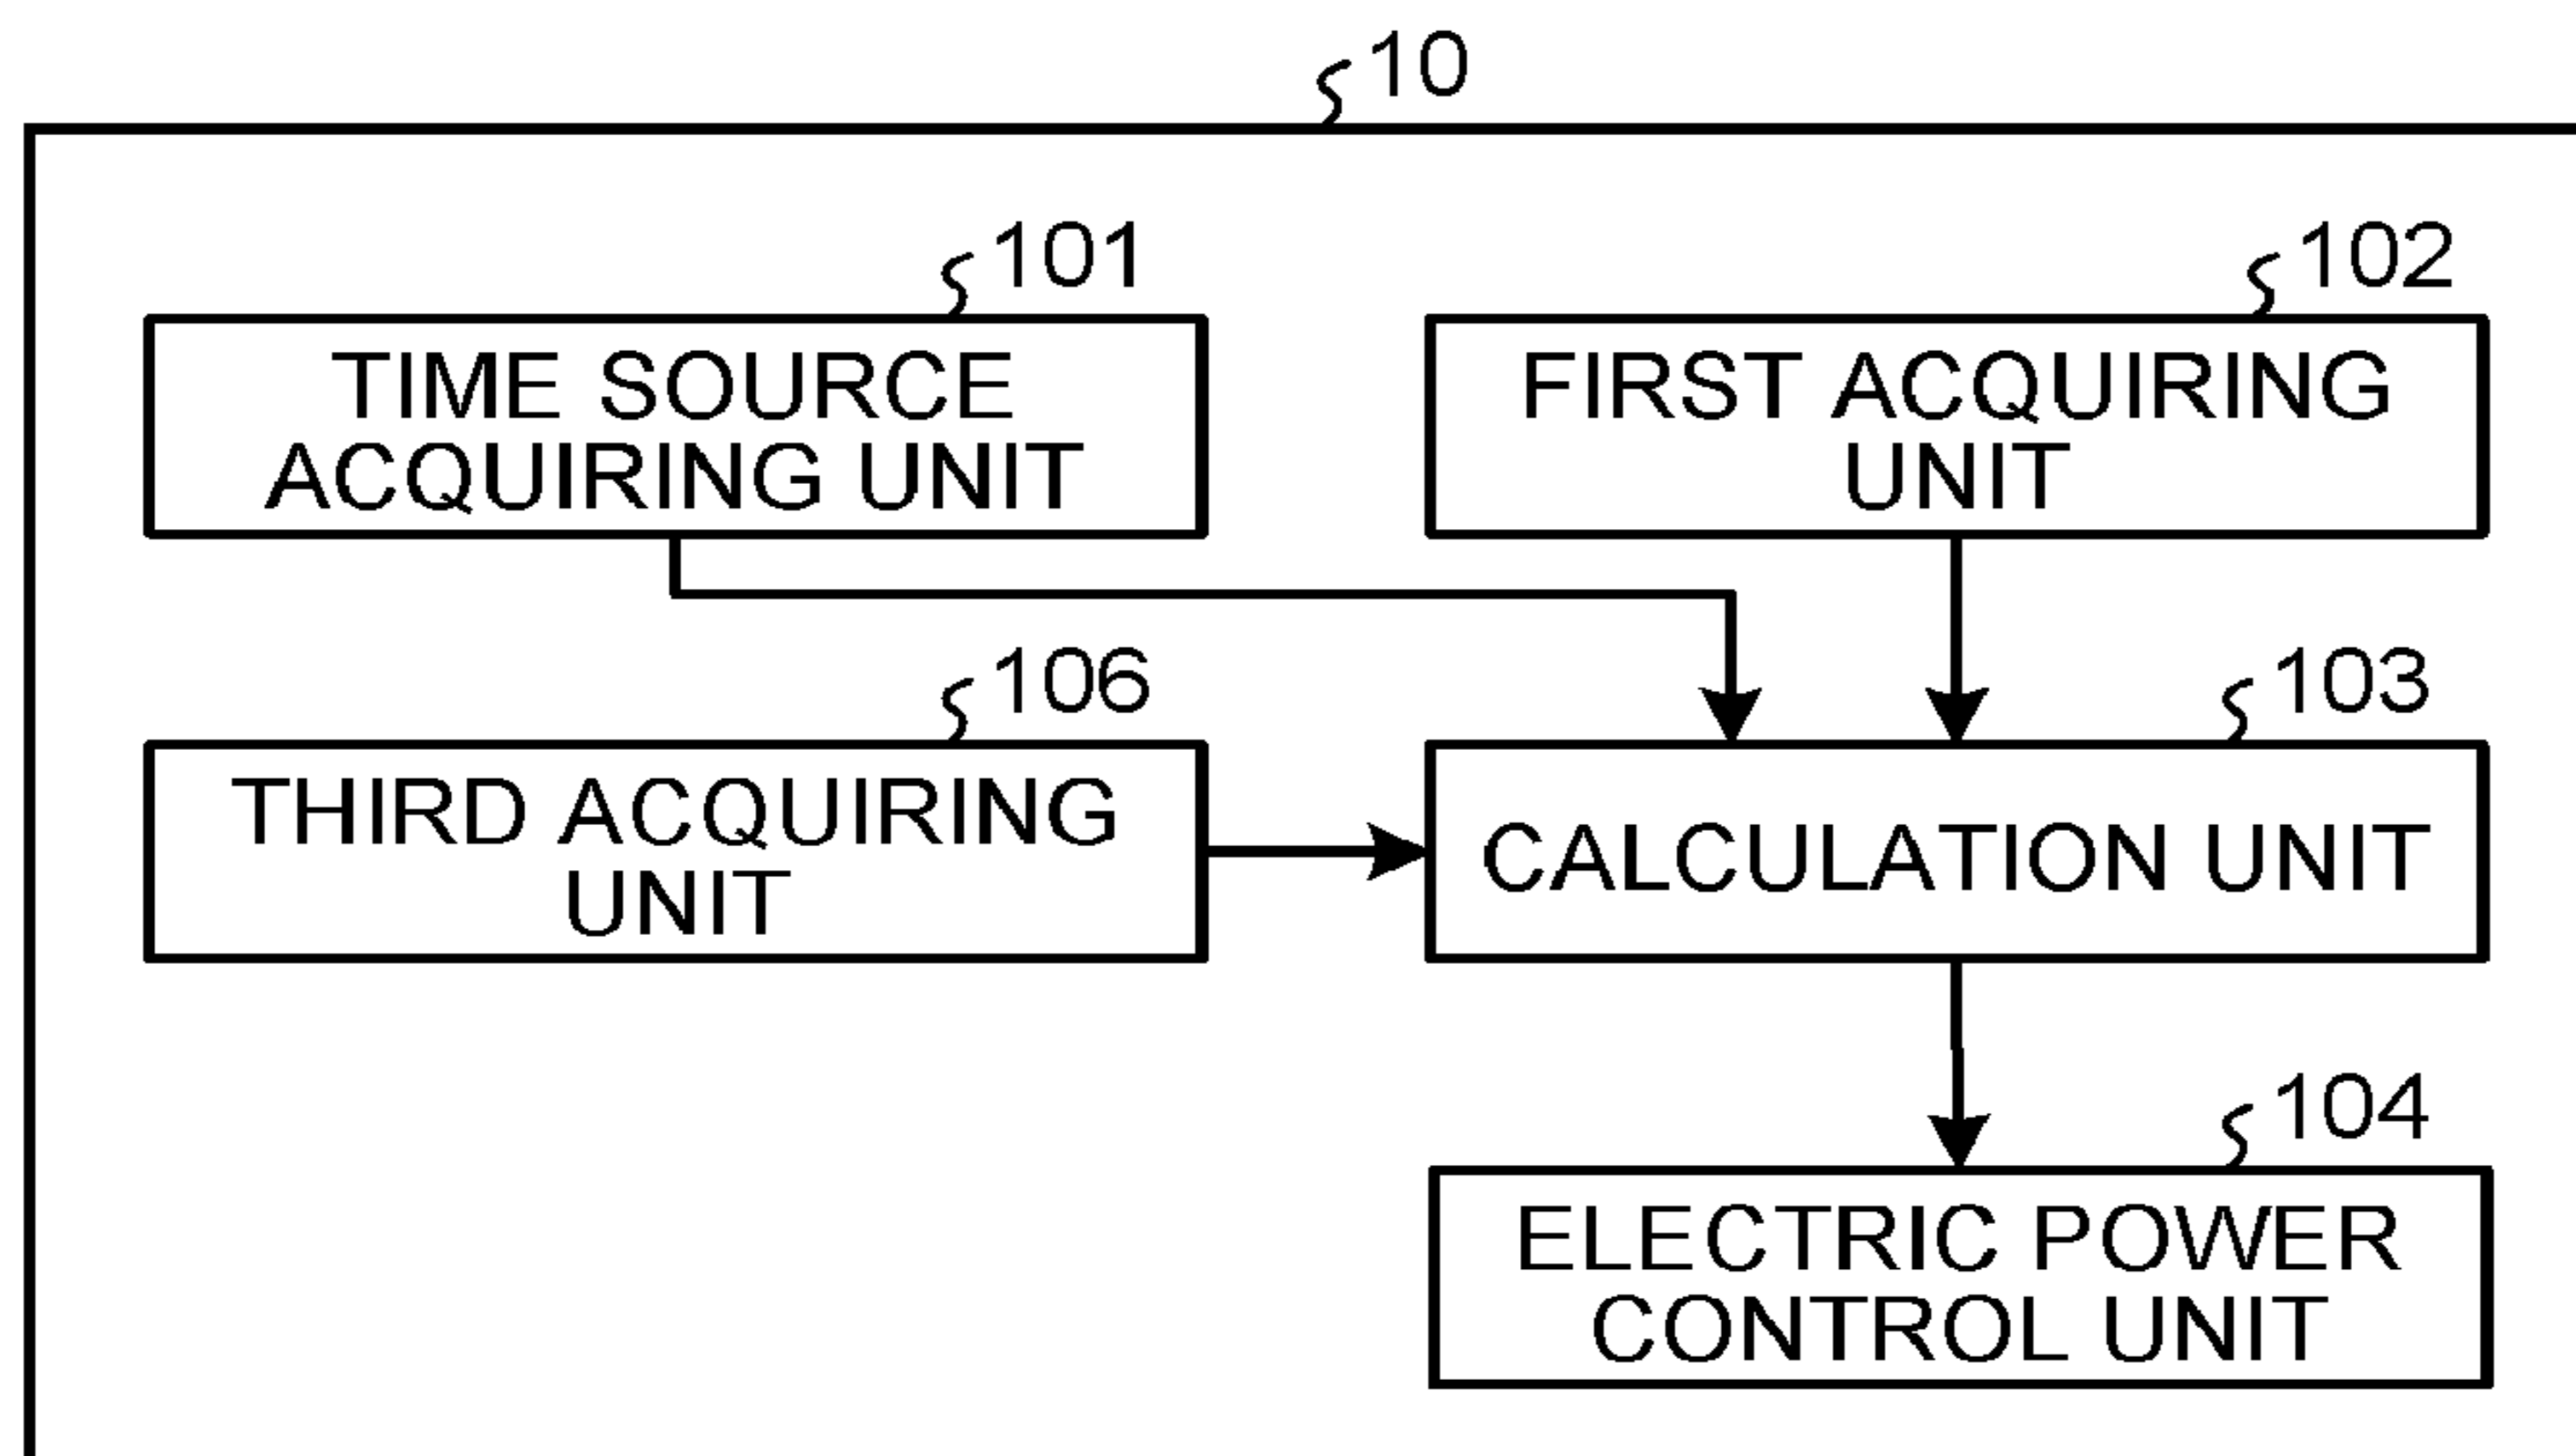 10
101
TIME SOURCE
ACQUIRING UNIT
102
FIRST ACQUIRING
UNIT
106
THIRD ACQUIRING
UNIT
103
CALCULATION UNIT
104
ELECTRIC POWER
CONTROL UNIT